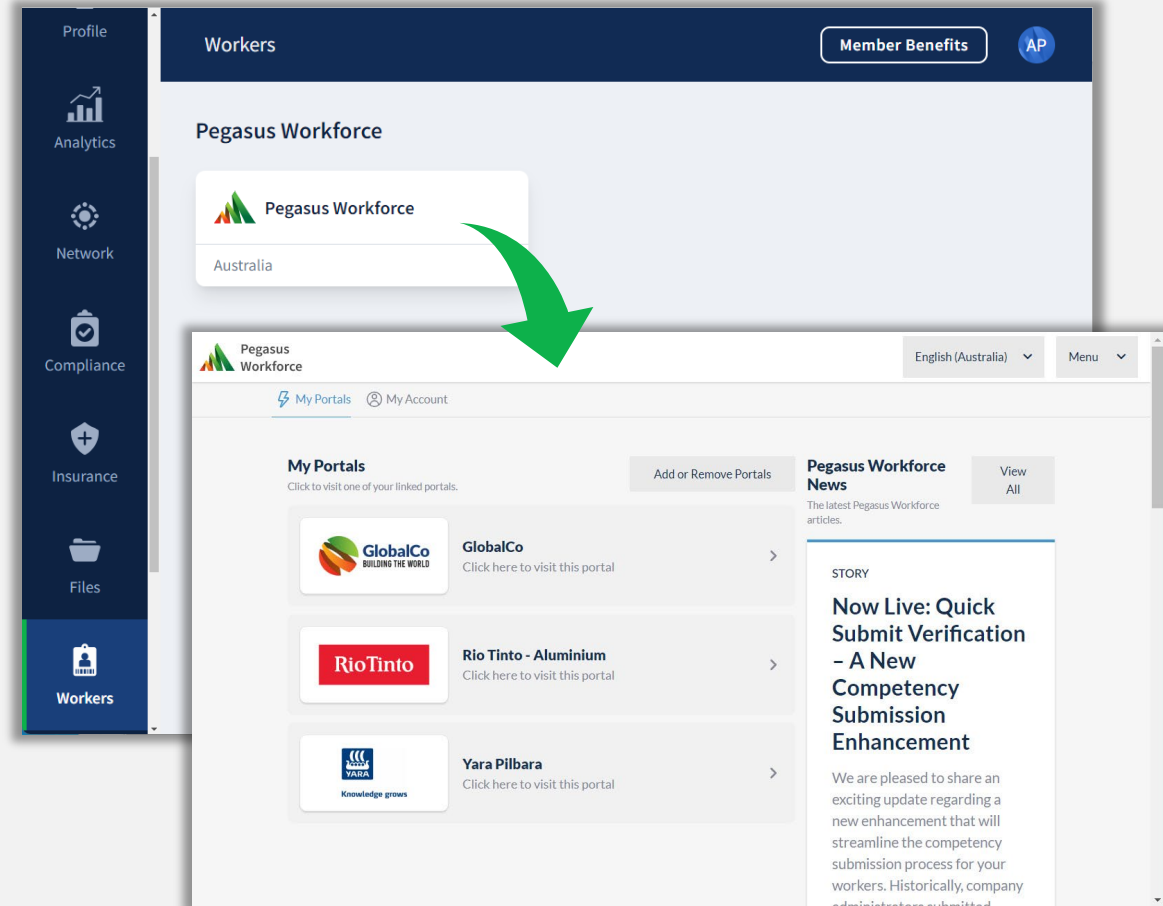 Profile
Analytics
Network
Compliance
Insurance
Files
Workers
Workers
Member Benefits
AP
Pegasus Workforce
Pegasus Workforce
Australia
Pegasus
Workforce
English (Australia)
Menu
My Portals
My Account
My Portals
Click to visit one of your linked portals.
Add or Remove Portals
GlobalCo
BUILDING THE WORLD
GlobalCo
Click here to visit this portal
RioTinto
Rio Tinto - Aluminium
Click here to visit this portal
YARA
Knowledge grows
Yara Pilbara
Click here to visit this portal
Pegasus Workforce
News
The latest Pegasus Workforce
articles.
View
All
STORY
Now Live: Quick
Submit Verification
– A New
Competency
Submission
Enhancement
We are pleased to share an
exciting update regarding a
new enhancement that will
streamline the competency
submission process for your
workers. Historically, company
administrators submitted